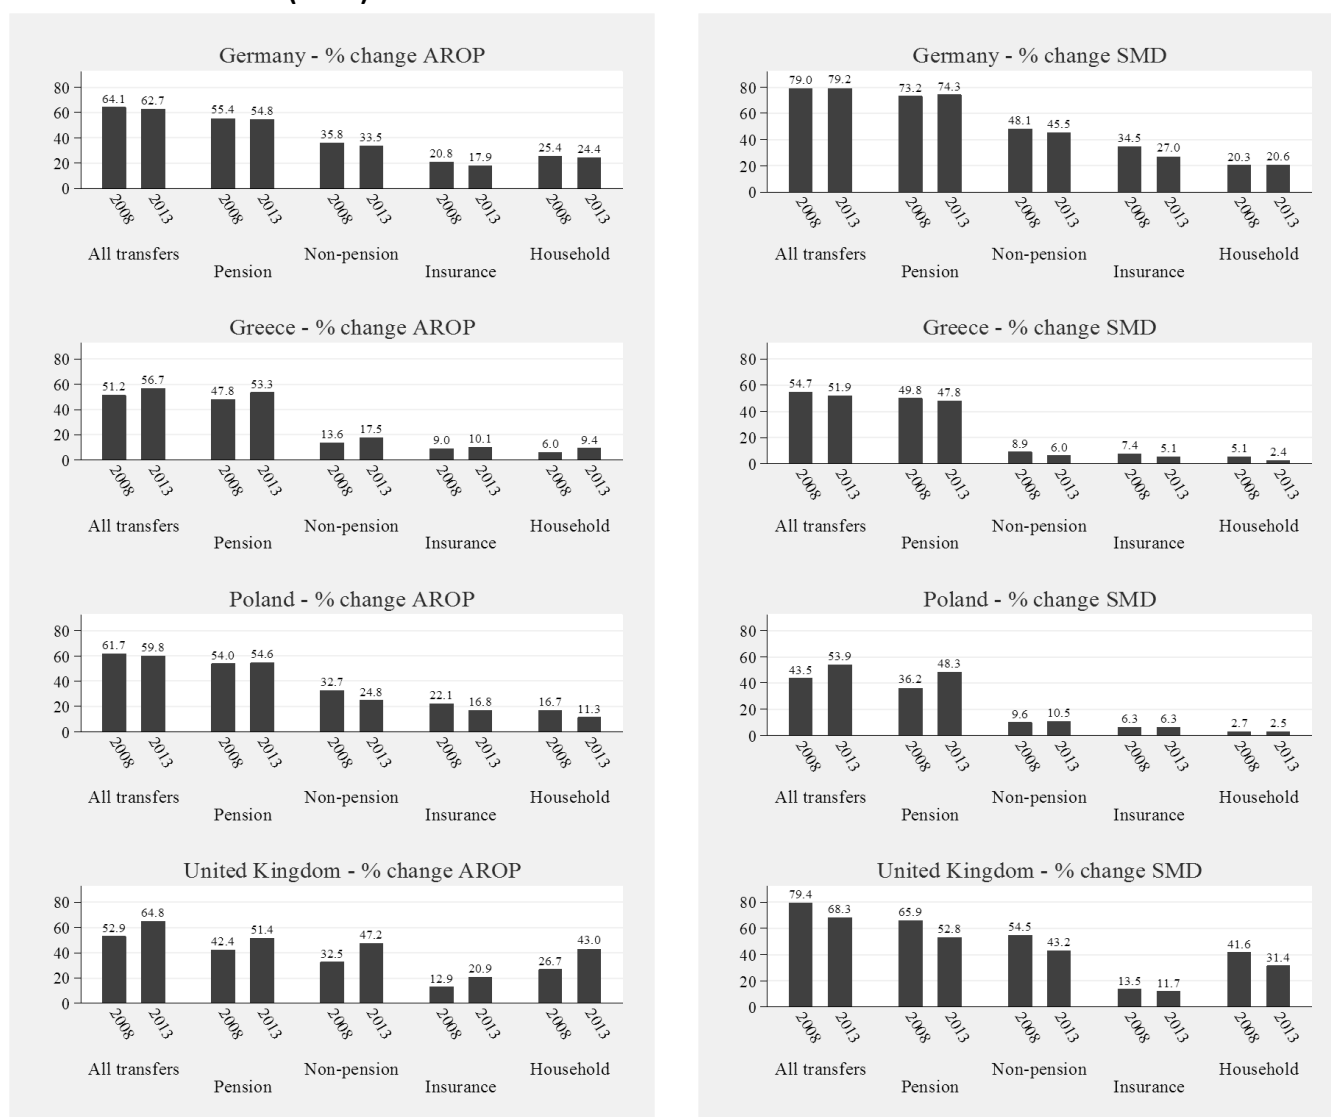 Germany - % change AROP
80
60
40
20
0
64.1 62.7 55.4 54.8 35.8 33.5 20.8 17.9 25.4 24.4
2008 2013 2008 2013 2008 2013 2008 2013 2008 2013
All transfers Non-pension Household
Pension Insurance
Germany - % change SMD
80
60
40
20
0
79.0 79.2 73.2 74.3 48.1 45.5 34.5 27.0 20.3 20.6
2008 2013 2008 2013 2008 2013 2008 2013 2008 2013
All transfers Non-pension Household
Pension Insurance
Greece - % change AROP
80
60
40
20
0
51.2 56.7 47.8 53.3 13.6 17.5 9.0 10.1 6.0 9.4
2008 2013 2008 2013 2008 2013 2008 2013 2008 2013
All transfers Non-pension Household
Pension Insurance
Greece - % change SMD
80
60
40
20
0
54.7 51.9 49.8 47.8 8.9 6.0 7.4 5.1 5.1 2.4
2008 2013 2008 2013 2008 2013 2008 2013 2008 2013
All transfers Non-pension Household
Pension Insurance
Poland - % change AROP
80
60
40
20
0
61.7 59.8 54.0 54.6 32.7 24.8 22.1 16.8 16.7 11.3
2008 2013 2008 2013 2008 2013 2008 2013 2008 2013
All transfers Non-pension Household
Pension Insurance
Poland - % change SMD
80
60
40
20
0
43.5 53.9 36.2 48.3 9.6 10.5 6.3 6.3 2.7 2.5
2008 2013 2008 2013 2008 2013 2008 2013 2008 2013
All transfers Non-pension Household
Pension Insurance
United Kingdom - % change AROP
80
60
40
20
0
52.9 64.8 42.4 51.4 32.5 47.2 12.9 20.9 26.7 43.0
2008 2013 2008 2013 2008 2013 2008 2013 2008 2013
All transfers Non-pension Household
Pension Insurance
United Kingdom - % change SMD
80
60
40
20
0
79.4 68.3 65.9 52.8 54.5 43.2 13.5 11.7 41.6 31.4
2008 2013 2008 2013 2008 2013 2008 2013 2008 2013
All transfers Non-pension Household
Pension Insurance